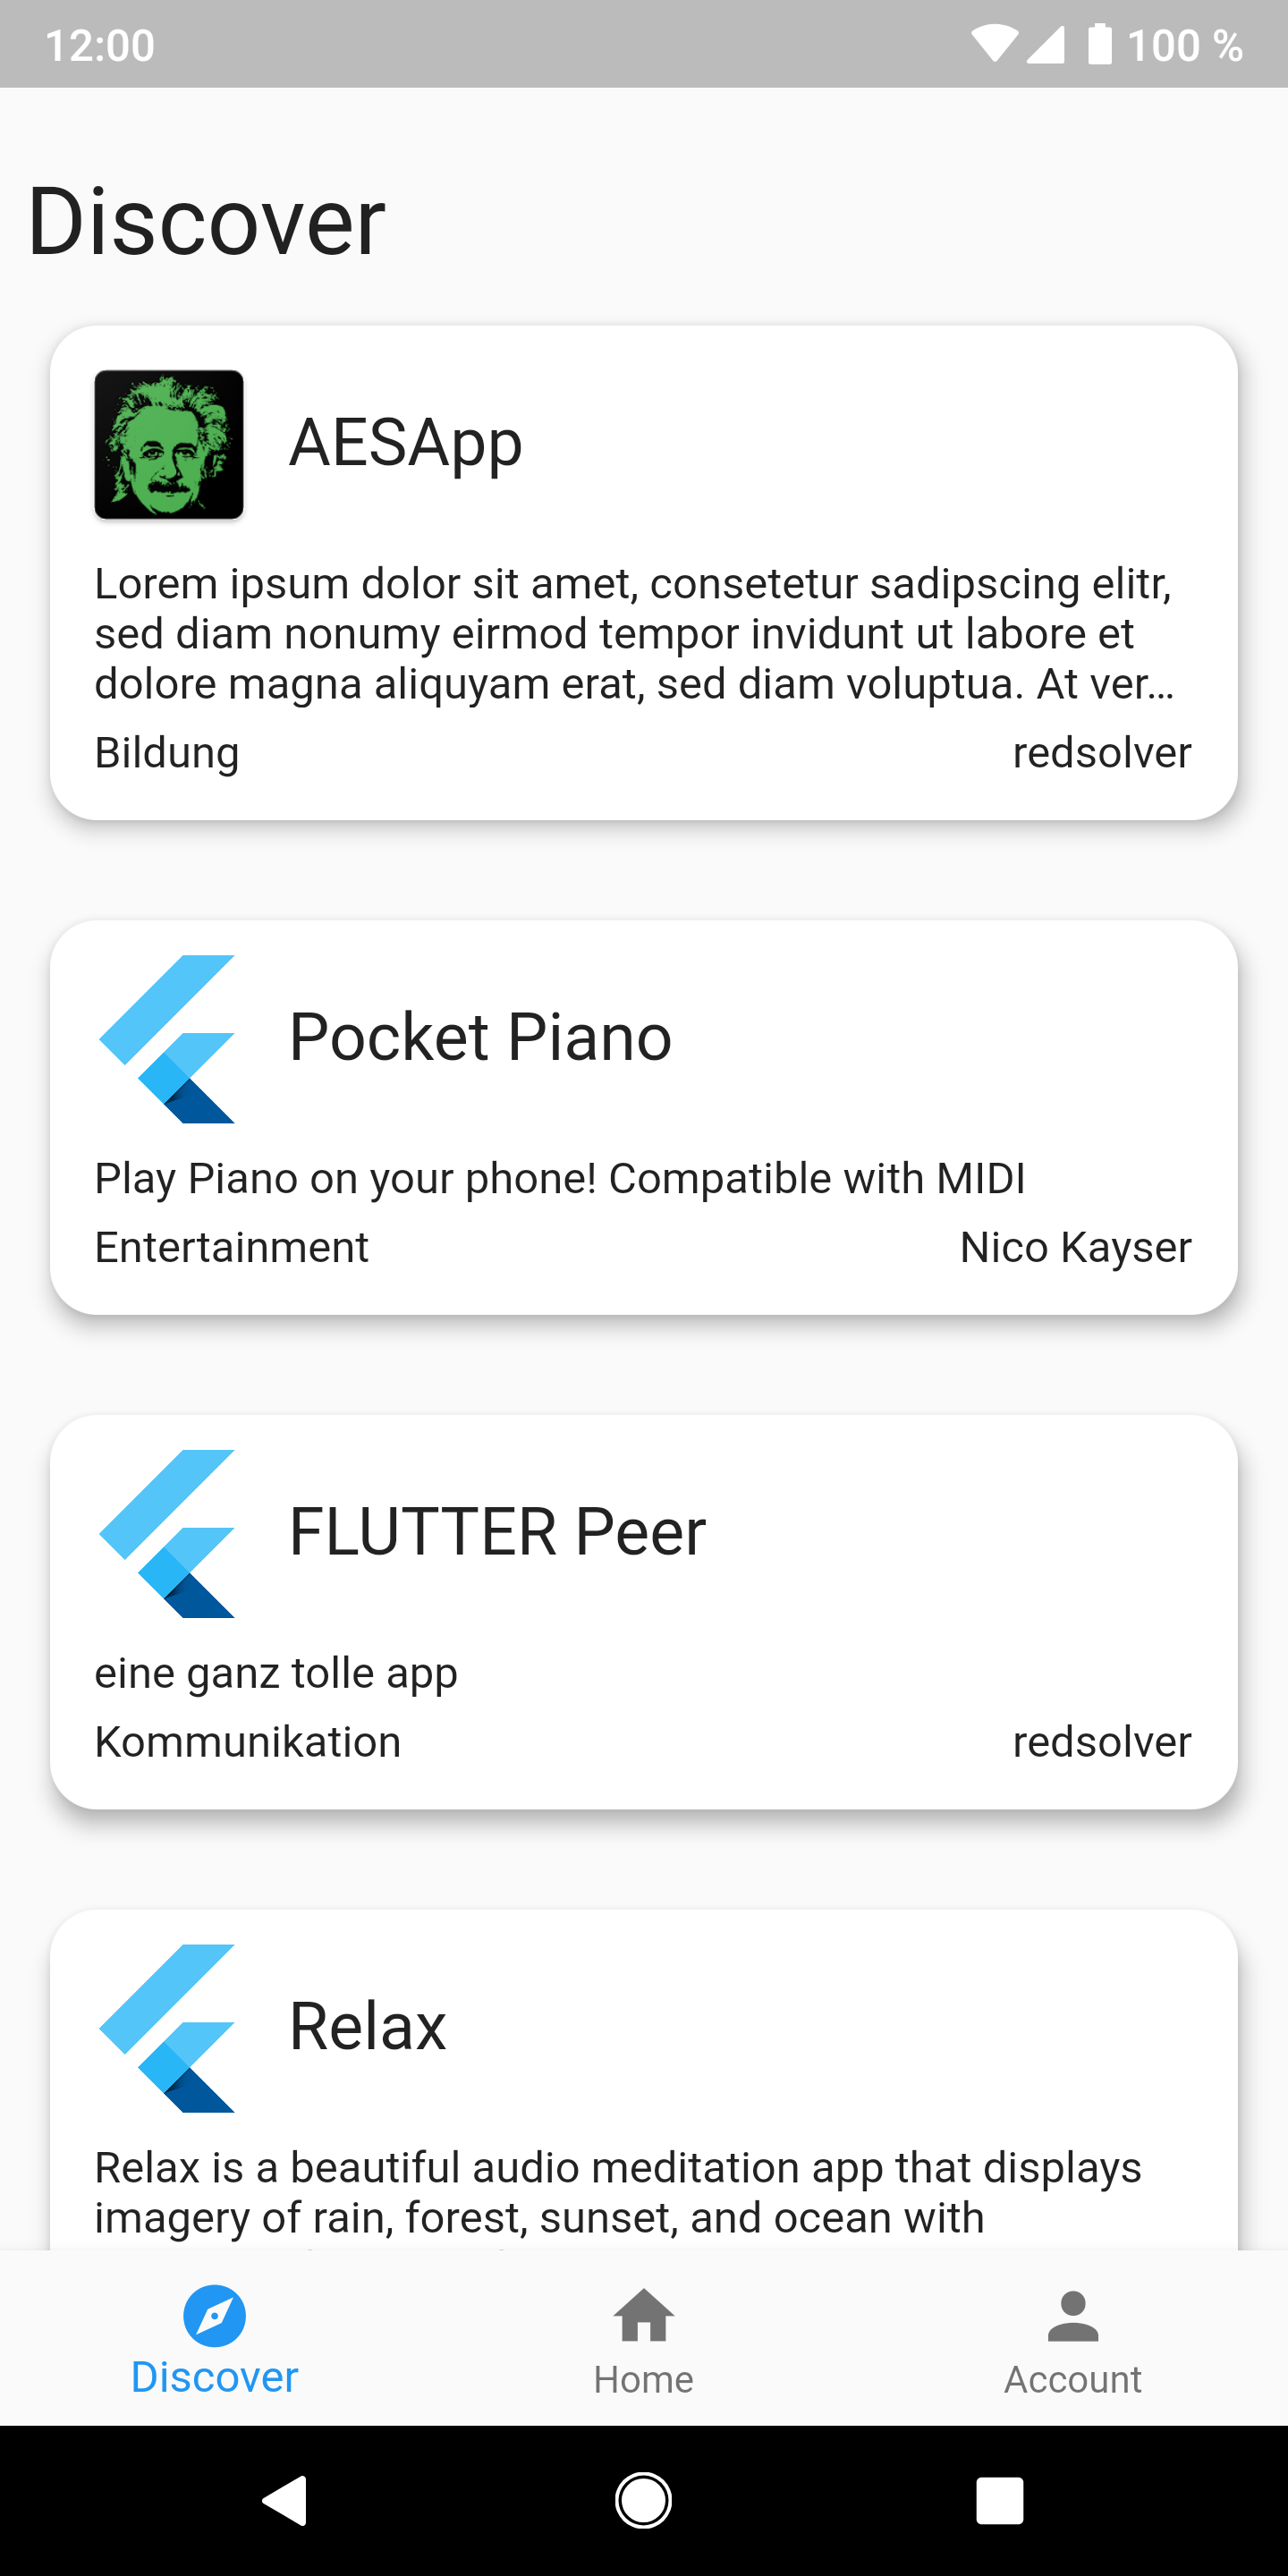 12:00
100 %
Discover
AESApp
Lorem ipsum dolor sit amet, consetetur sadipscing elitr,
sed diam nonumy eirmod tempor invidunt ut labore et
dolore magna aliquyam erat, sed diam voluptua. At ver…
Bildung
redsolver
Pocket Piano
Play Piano on your phone! Compatible with MIDI
Entertainment
Nico Kayser
FLUTTER Peer
eine ganz tolle app
Kommunikation
redsolver
Relax
Relax is a beautiful audio meditation app that displays
imagery of rain, forest, sunset, and ocean with
Discover
Home
Account